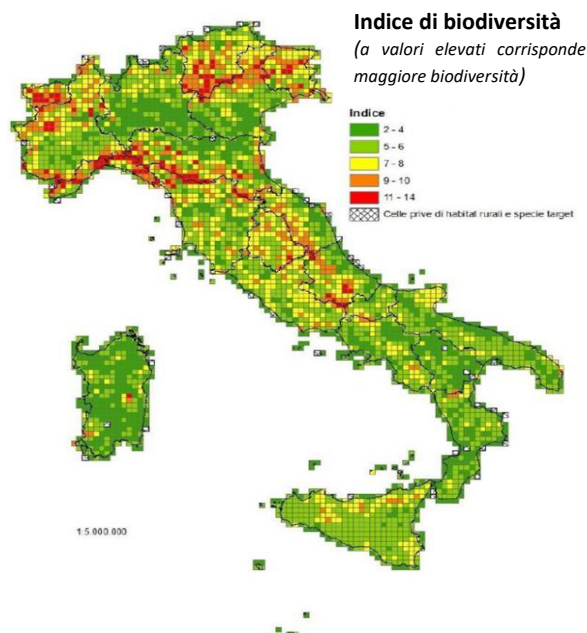 Indice di biodiversità
(a valori elevati corrisponde
maggiore biodiversità)
Indice
2 - 4
5 - 6
7 - 8
9 - 10
11 - 14
Celle prive di habitat rurali e specie target
1:5.000.000